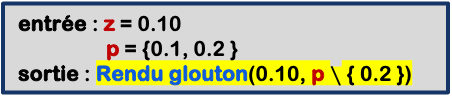 entrée : z = 0.10
p = {0.1, 0.2 }
sortie : Rendu glouton(0.10, p \ { 0.2 })